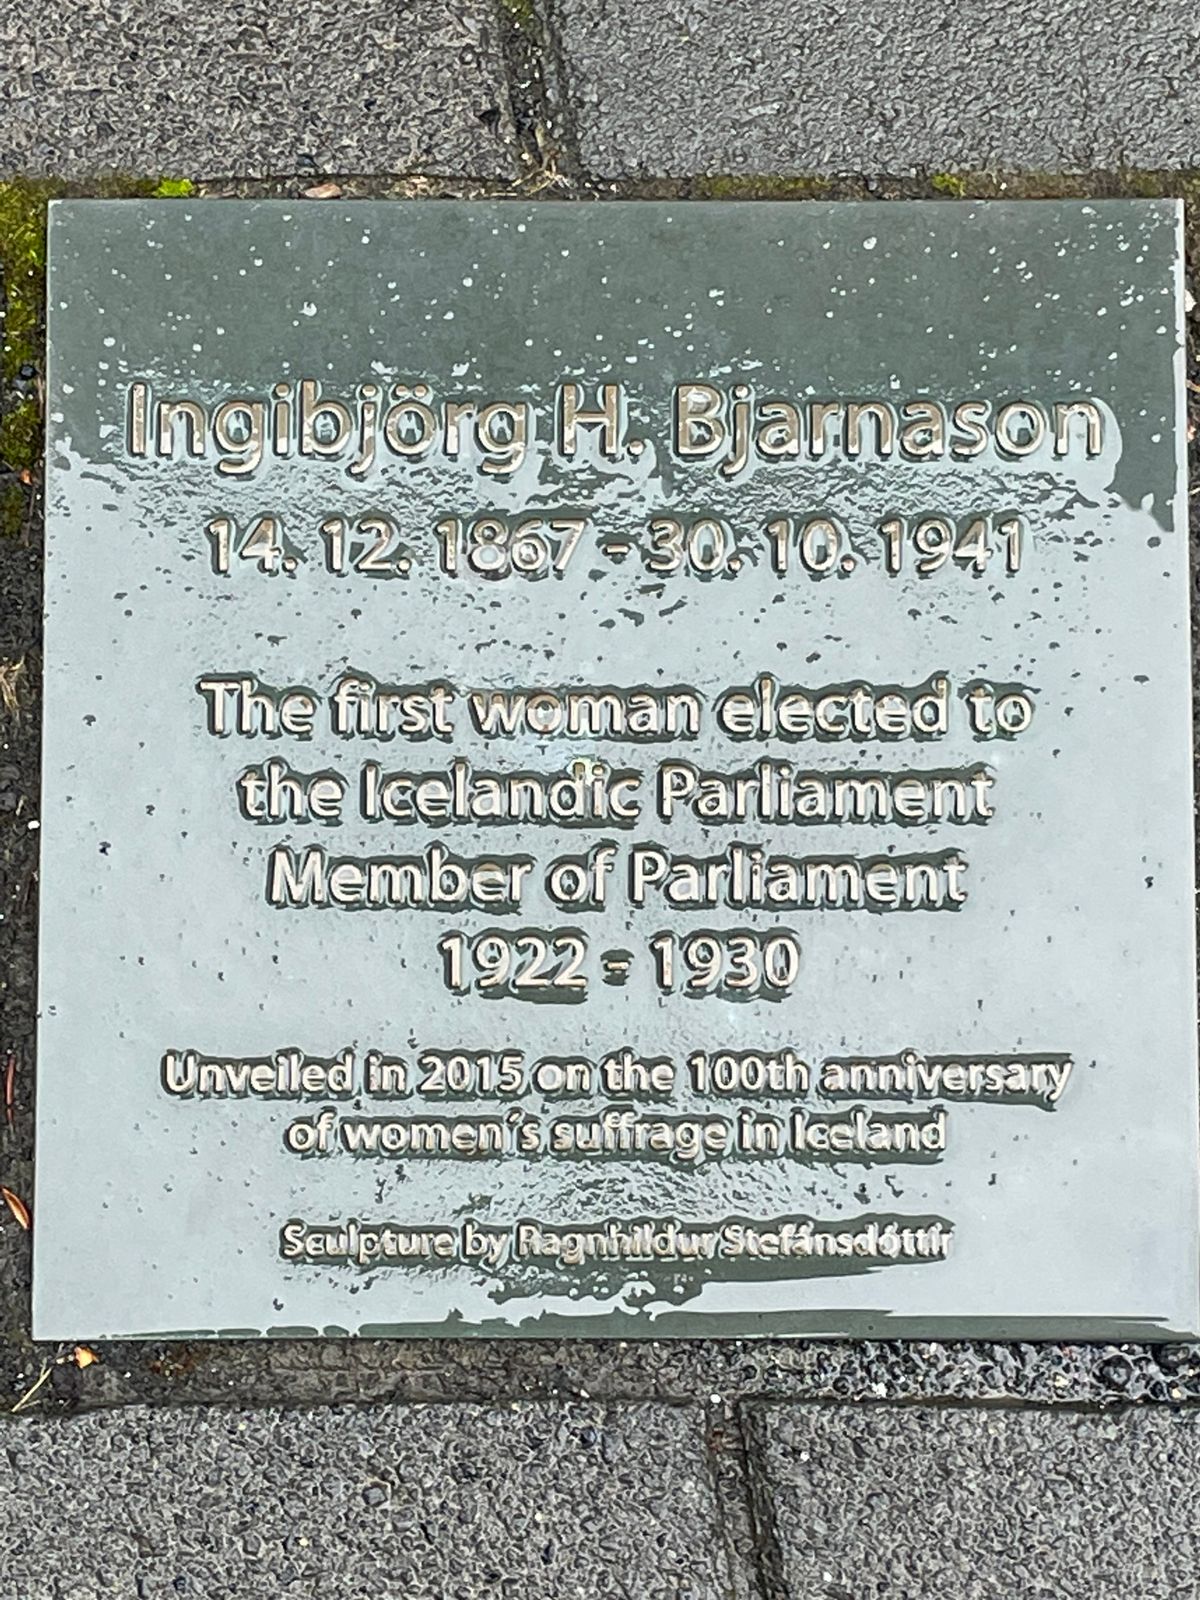 Ingibjörg H. Bjarnason
14. 12. 1867 - 30. 10. 1941
The first woman elected to
the Icelandic Parliament
Member of Parliament
1922 - 1930
Unveiled in 2015 on the 100th anniversary
of women´s suffrage in Iceland
Sculpture by Ragnhildur Stefánsdóttir